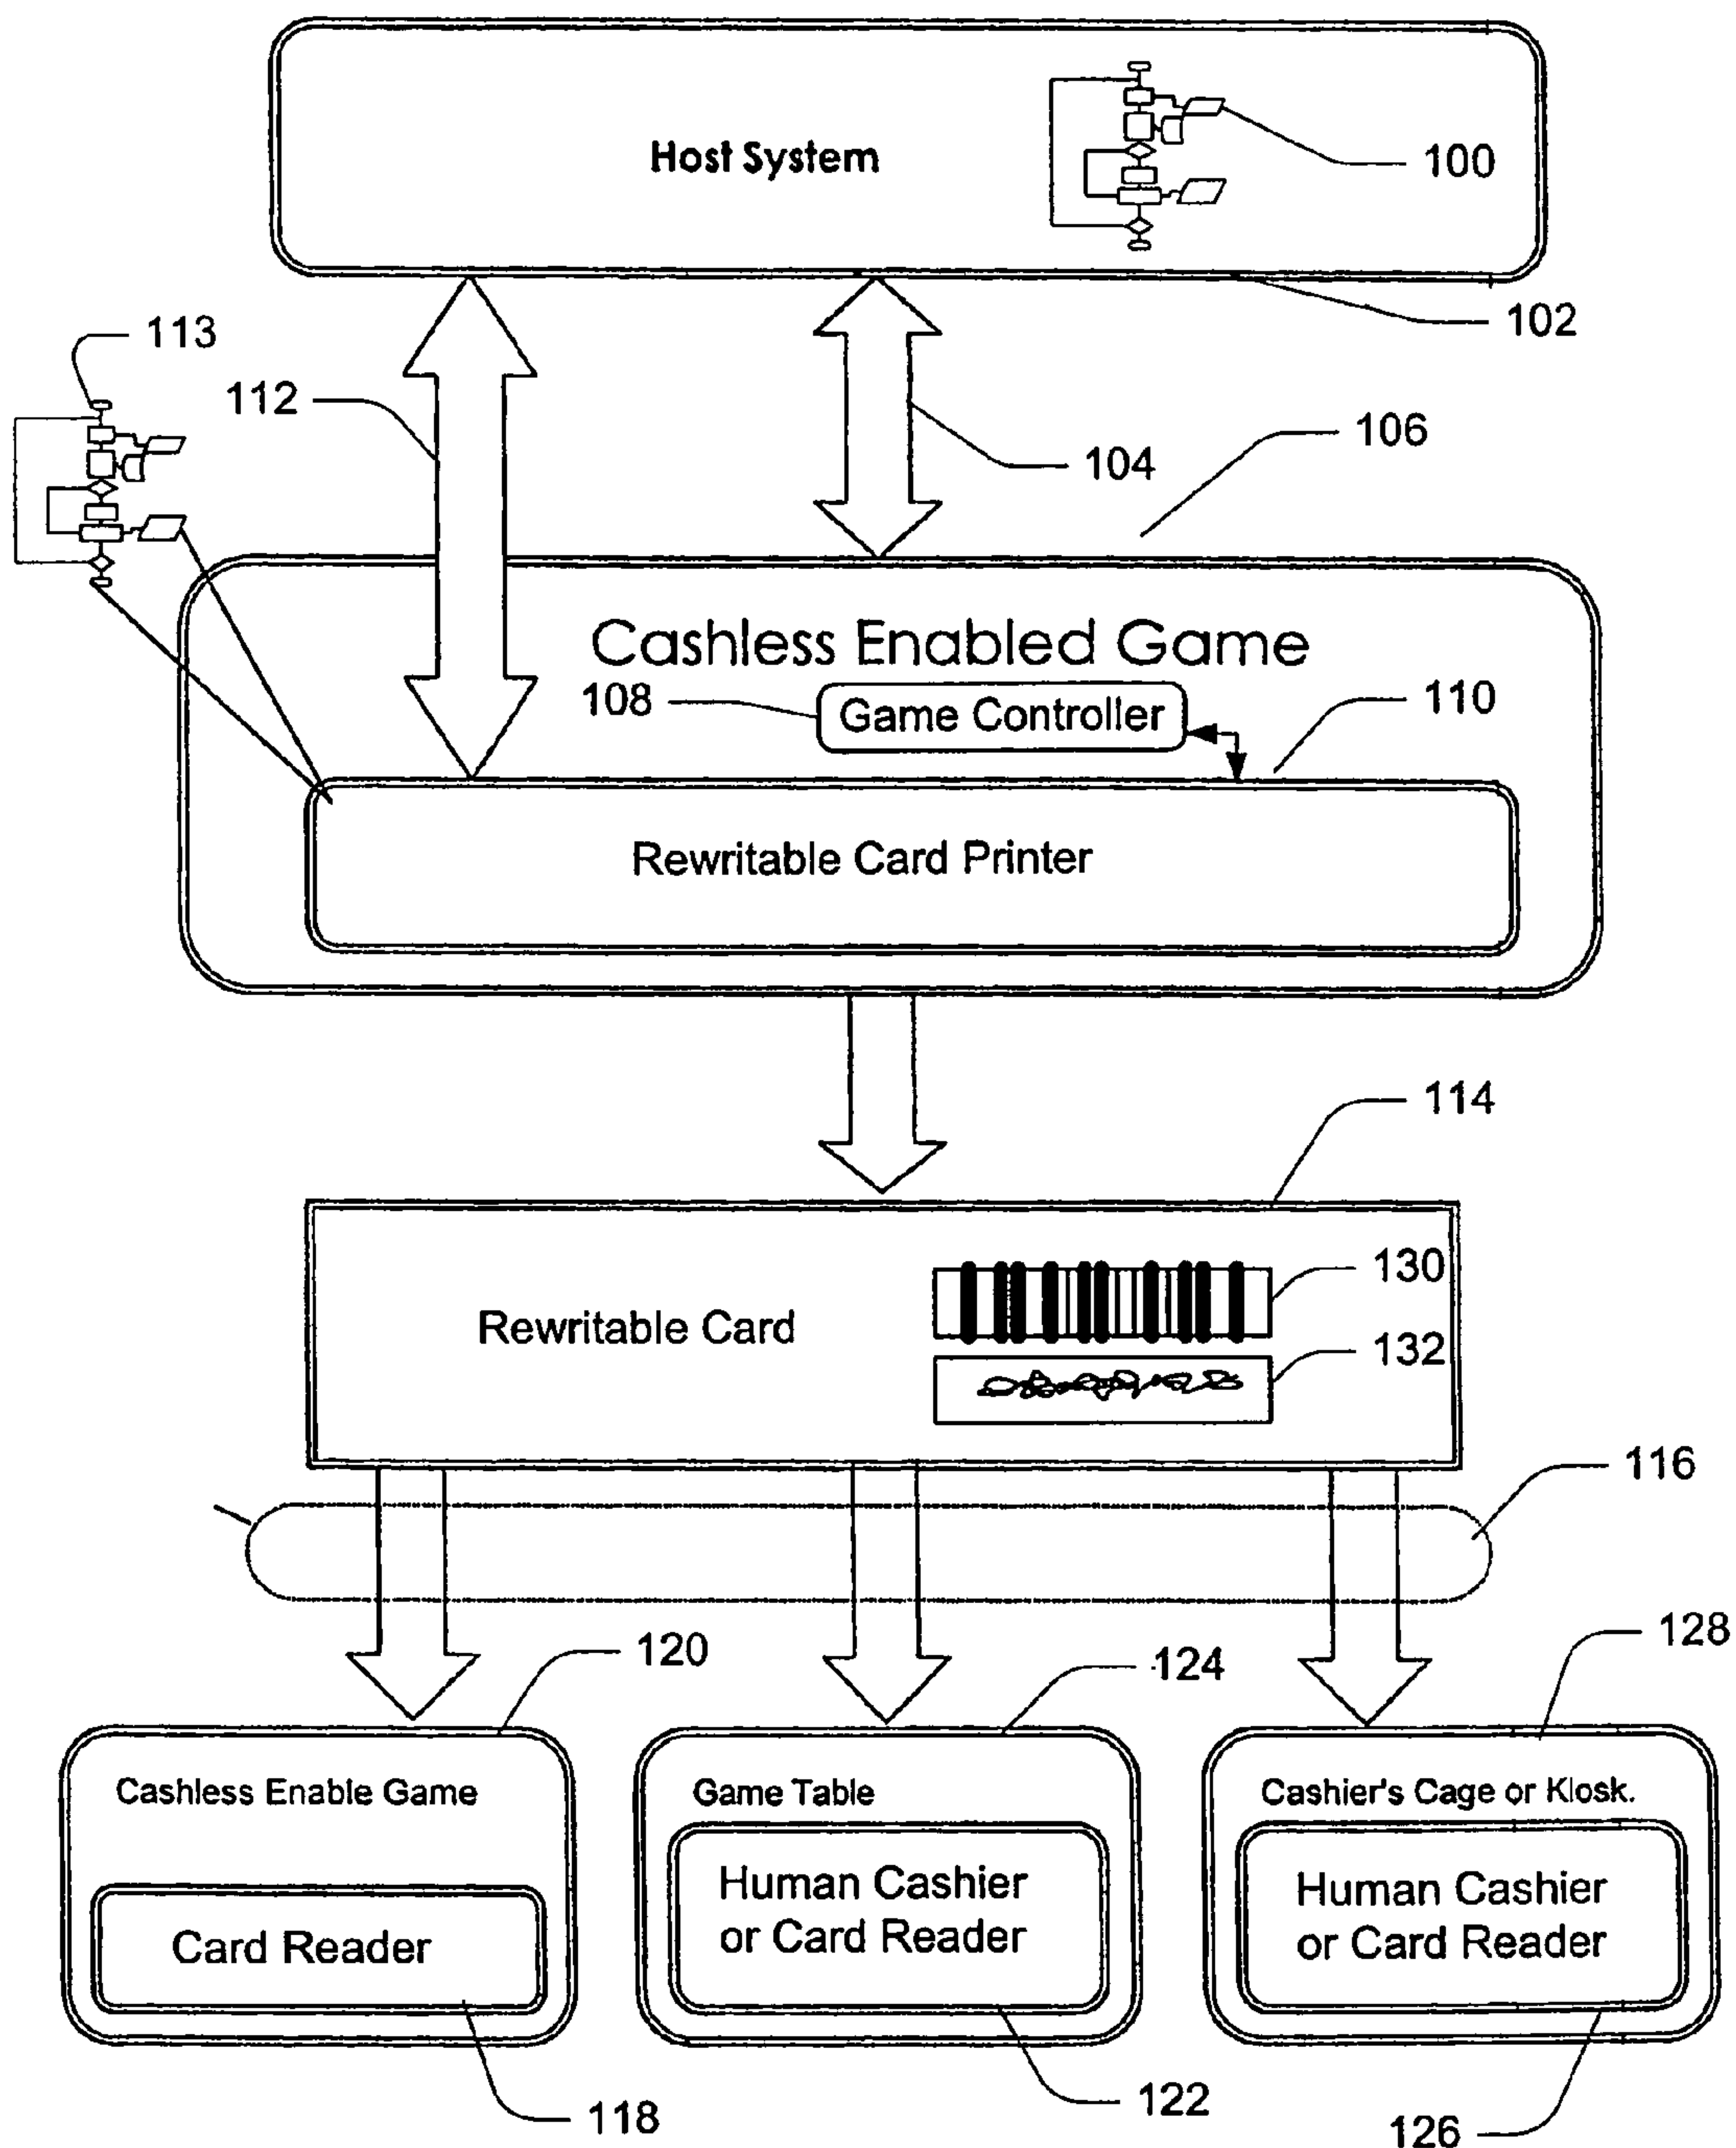 Host System
100
102
113
112
104
106
Cashless Enabled Game
108
Game Controller
110
Rewritable Card Printer
114
Rewritable Card
130
132
116
120
124
128
Cashless Enable Game
Game Table
Cashier's Cage or Kiosk.
Card Reader
Human Cashier
or Card Reader
Human Cashier
or Card Reader
118
122
126